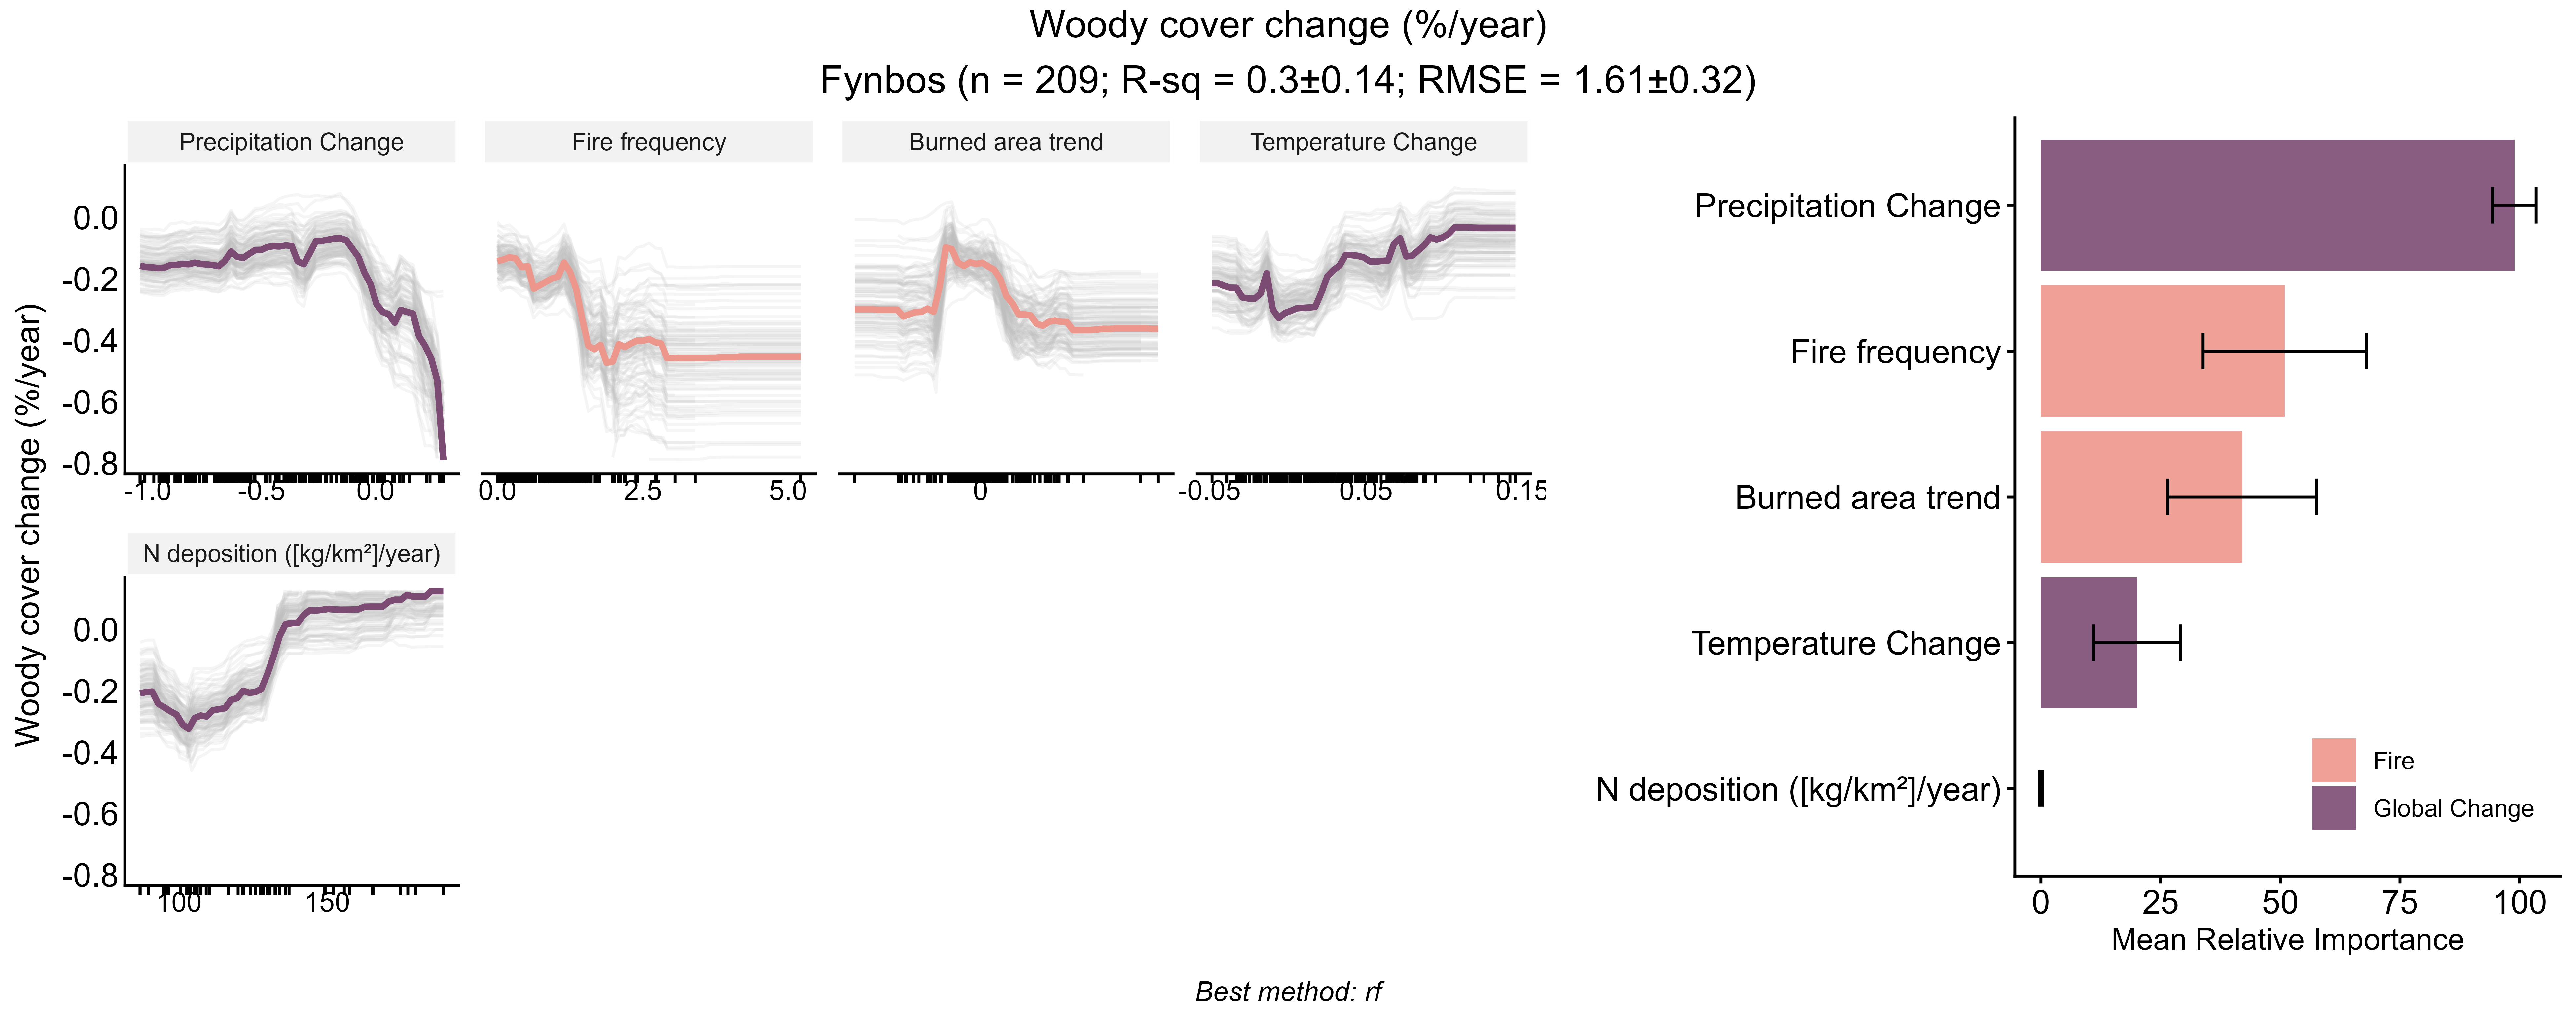 Woody cover change (%/year)
Fynbos (n = 209; R-sq = 0.3±0.14; RMSE = 1.61±0.32)
Precipitation Change
Fire frequency
Burned area trend
Temperature Change
Woody cover change (%/year)
0.0
-0.2
-0.4
-0.6
-0.8
-1.0 -0.5 0.0
0.0 2.5 5.0
0
-0.05 0.05 0.15
N deposition ([kg/km²]/year)
0.0
-0.2
-0.4
-0.6
-0.8
100 150
Precipitation Change
Fire frequency
Burned area trend
Temperature Change
N deposition ([kg/km²]/year)
Fire
Global Change
0 25 50 75 100
Mean Relative Importance
Best method: rf